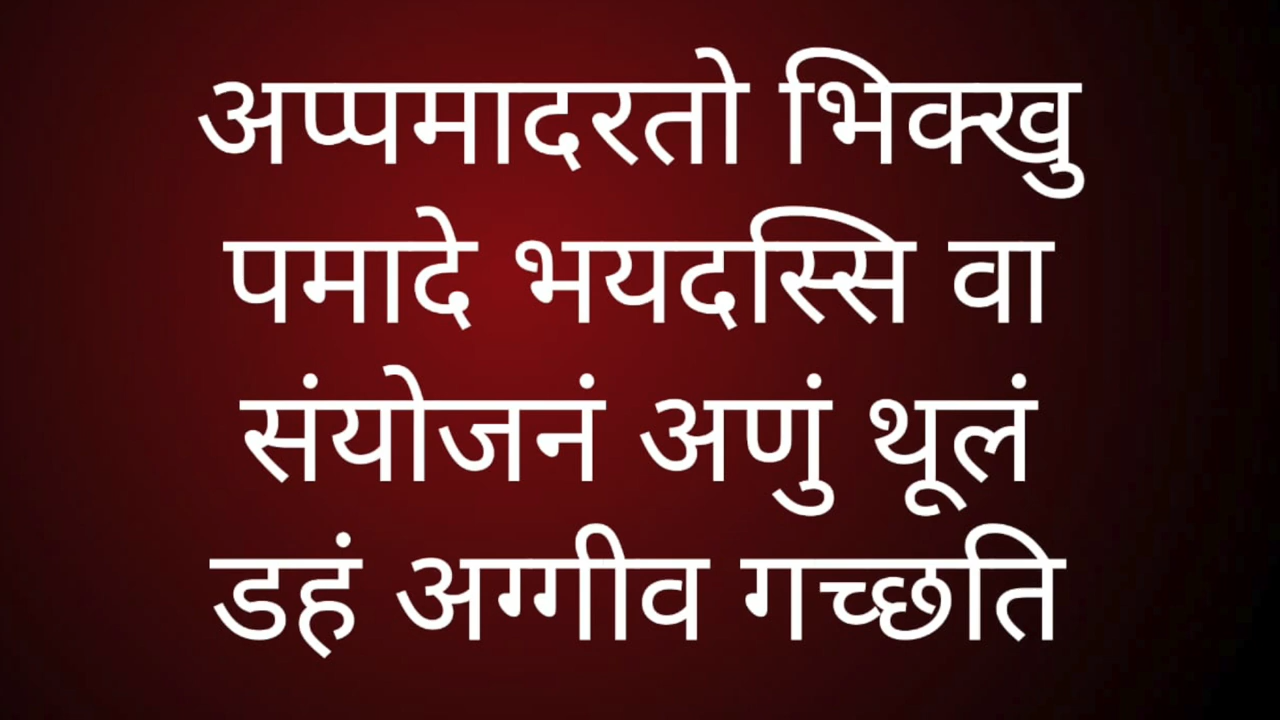 अप्पमादरतो भिक्खु
पमादे भयदस्सि वा
संयोजनं अणुं थूलं
डहं अग्गीव गच्छति